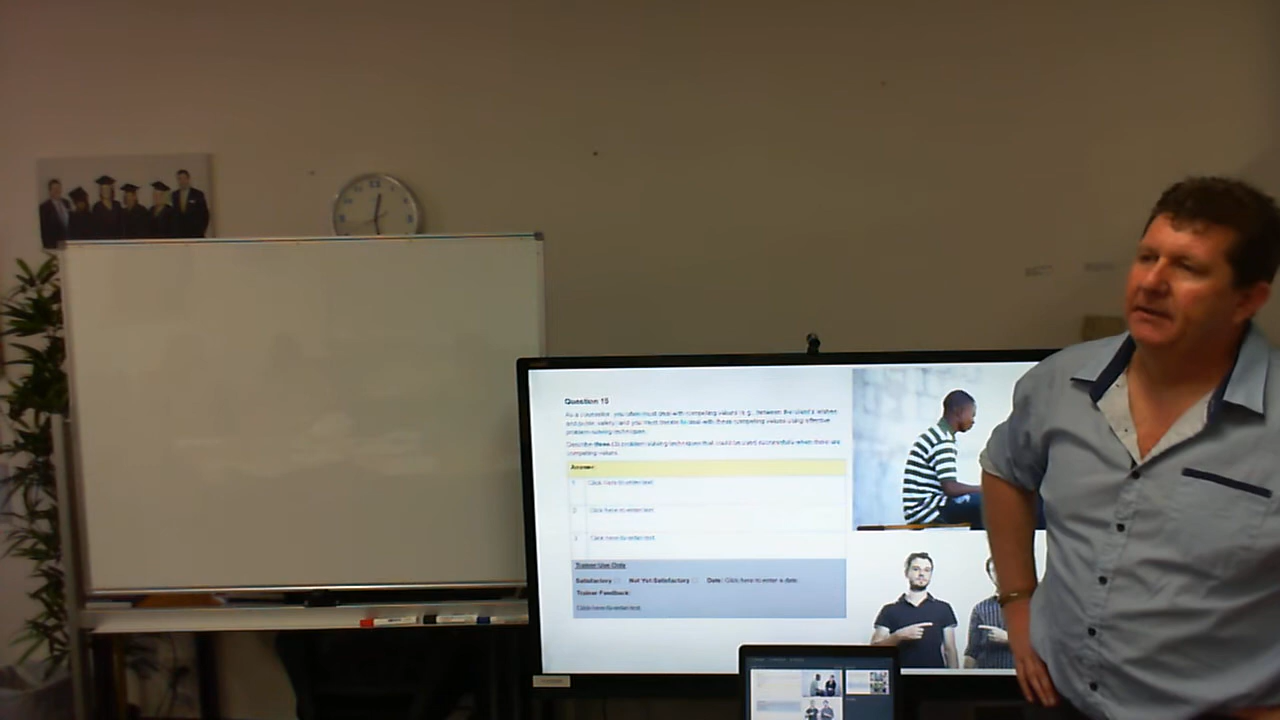 Question 15
As a counsellor, you often must deal with competing values (e.g., between the client's wishes
and public safety) and you must decide to deal with these competing values using effective
problem-solving techniques.
Describe three (3) problem-solving techniques that could be used successfully when there are
competing values.
Answer:
1 Click here to enter text.
2 Click here to enter text.
3 Click here to enter text.
Trainer Use Only
Satisfactory Not Yet Satisfactory Date: Click here to enter a date.
Trainer Feedback:
Click here to enter text.